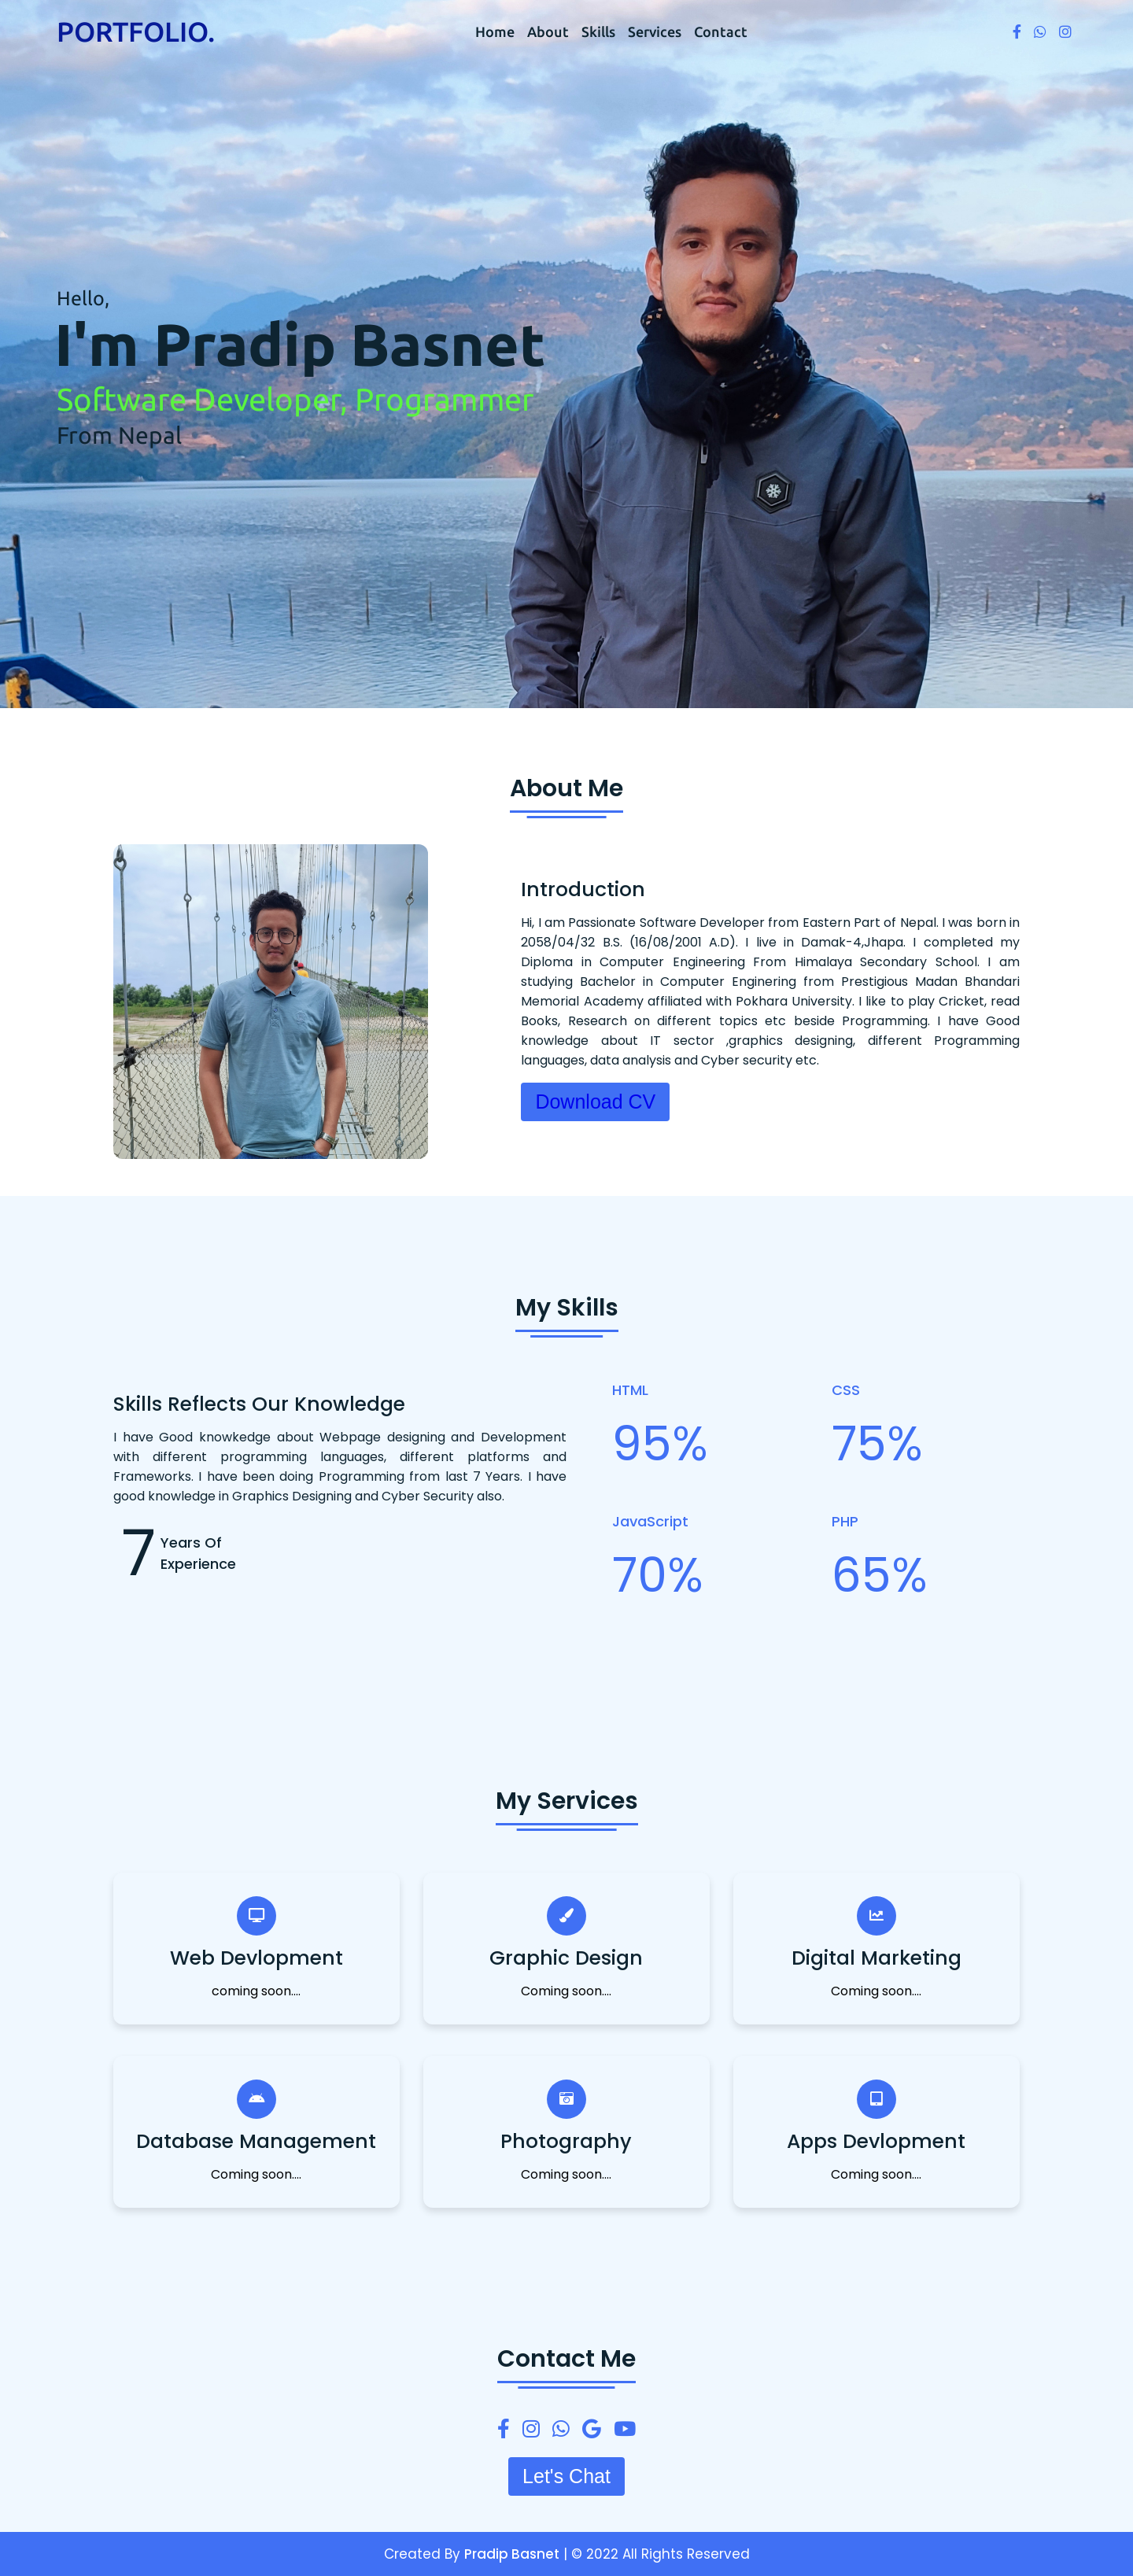 PORTFOLIO.
Home About Skills Services Contact
Hello,
I'm Pradip Basnet
Software Developer, Programmer
From Nepal
About Me
Introduction
Hi, I am Passionate Software Developer from Eastern Part of Nepal. I was born in
2058/04/32 B.S. (16/08/2001 A.D). I live in Damak-4,Jhapa. I completed my
Diploma in Computer Engineering From Himalaya Secondary School. I am
studying Bachelor in Computer Enginering from Prestigious Madan Bhandari
Memorial Academy affiliated with Pokhara University. I like to play Cricket, read
Books, Research on different topics etc beside Programming. I have Good
knowledge about IT sector ,graphics designing, different Programming
languages, data analysis and Cyber security etc.
Download CV
My Skills
Skills Reflects Our Knowledge
I have Good knowkedge about Webpage designing and Development
with different programming languages, different platforms and
Frameworks. I have been doing Programming from last 7 Years. I have
good knowledge in Graphics Designing and Cyber Security also.
7
Years Of
Experience
HTML
95%
CSS
75%
JavaScript
70%
PHP
65%
My Services
Web Devlopment
coming soon....
Graphic Design
Coming soon....
Digital Marketing
Coming soon....
Database Management
Coming soon....
Photography
Coming soon....
Apps Devlopment
Coming soon....
Contact Me
Let's Chat
Created By Pradip Basnet | © 2022 All Rights Reserved